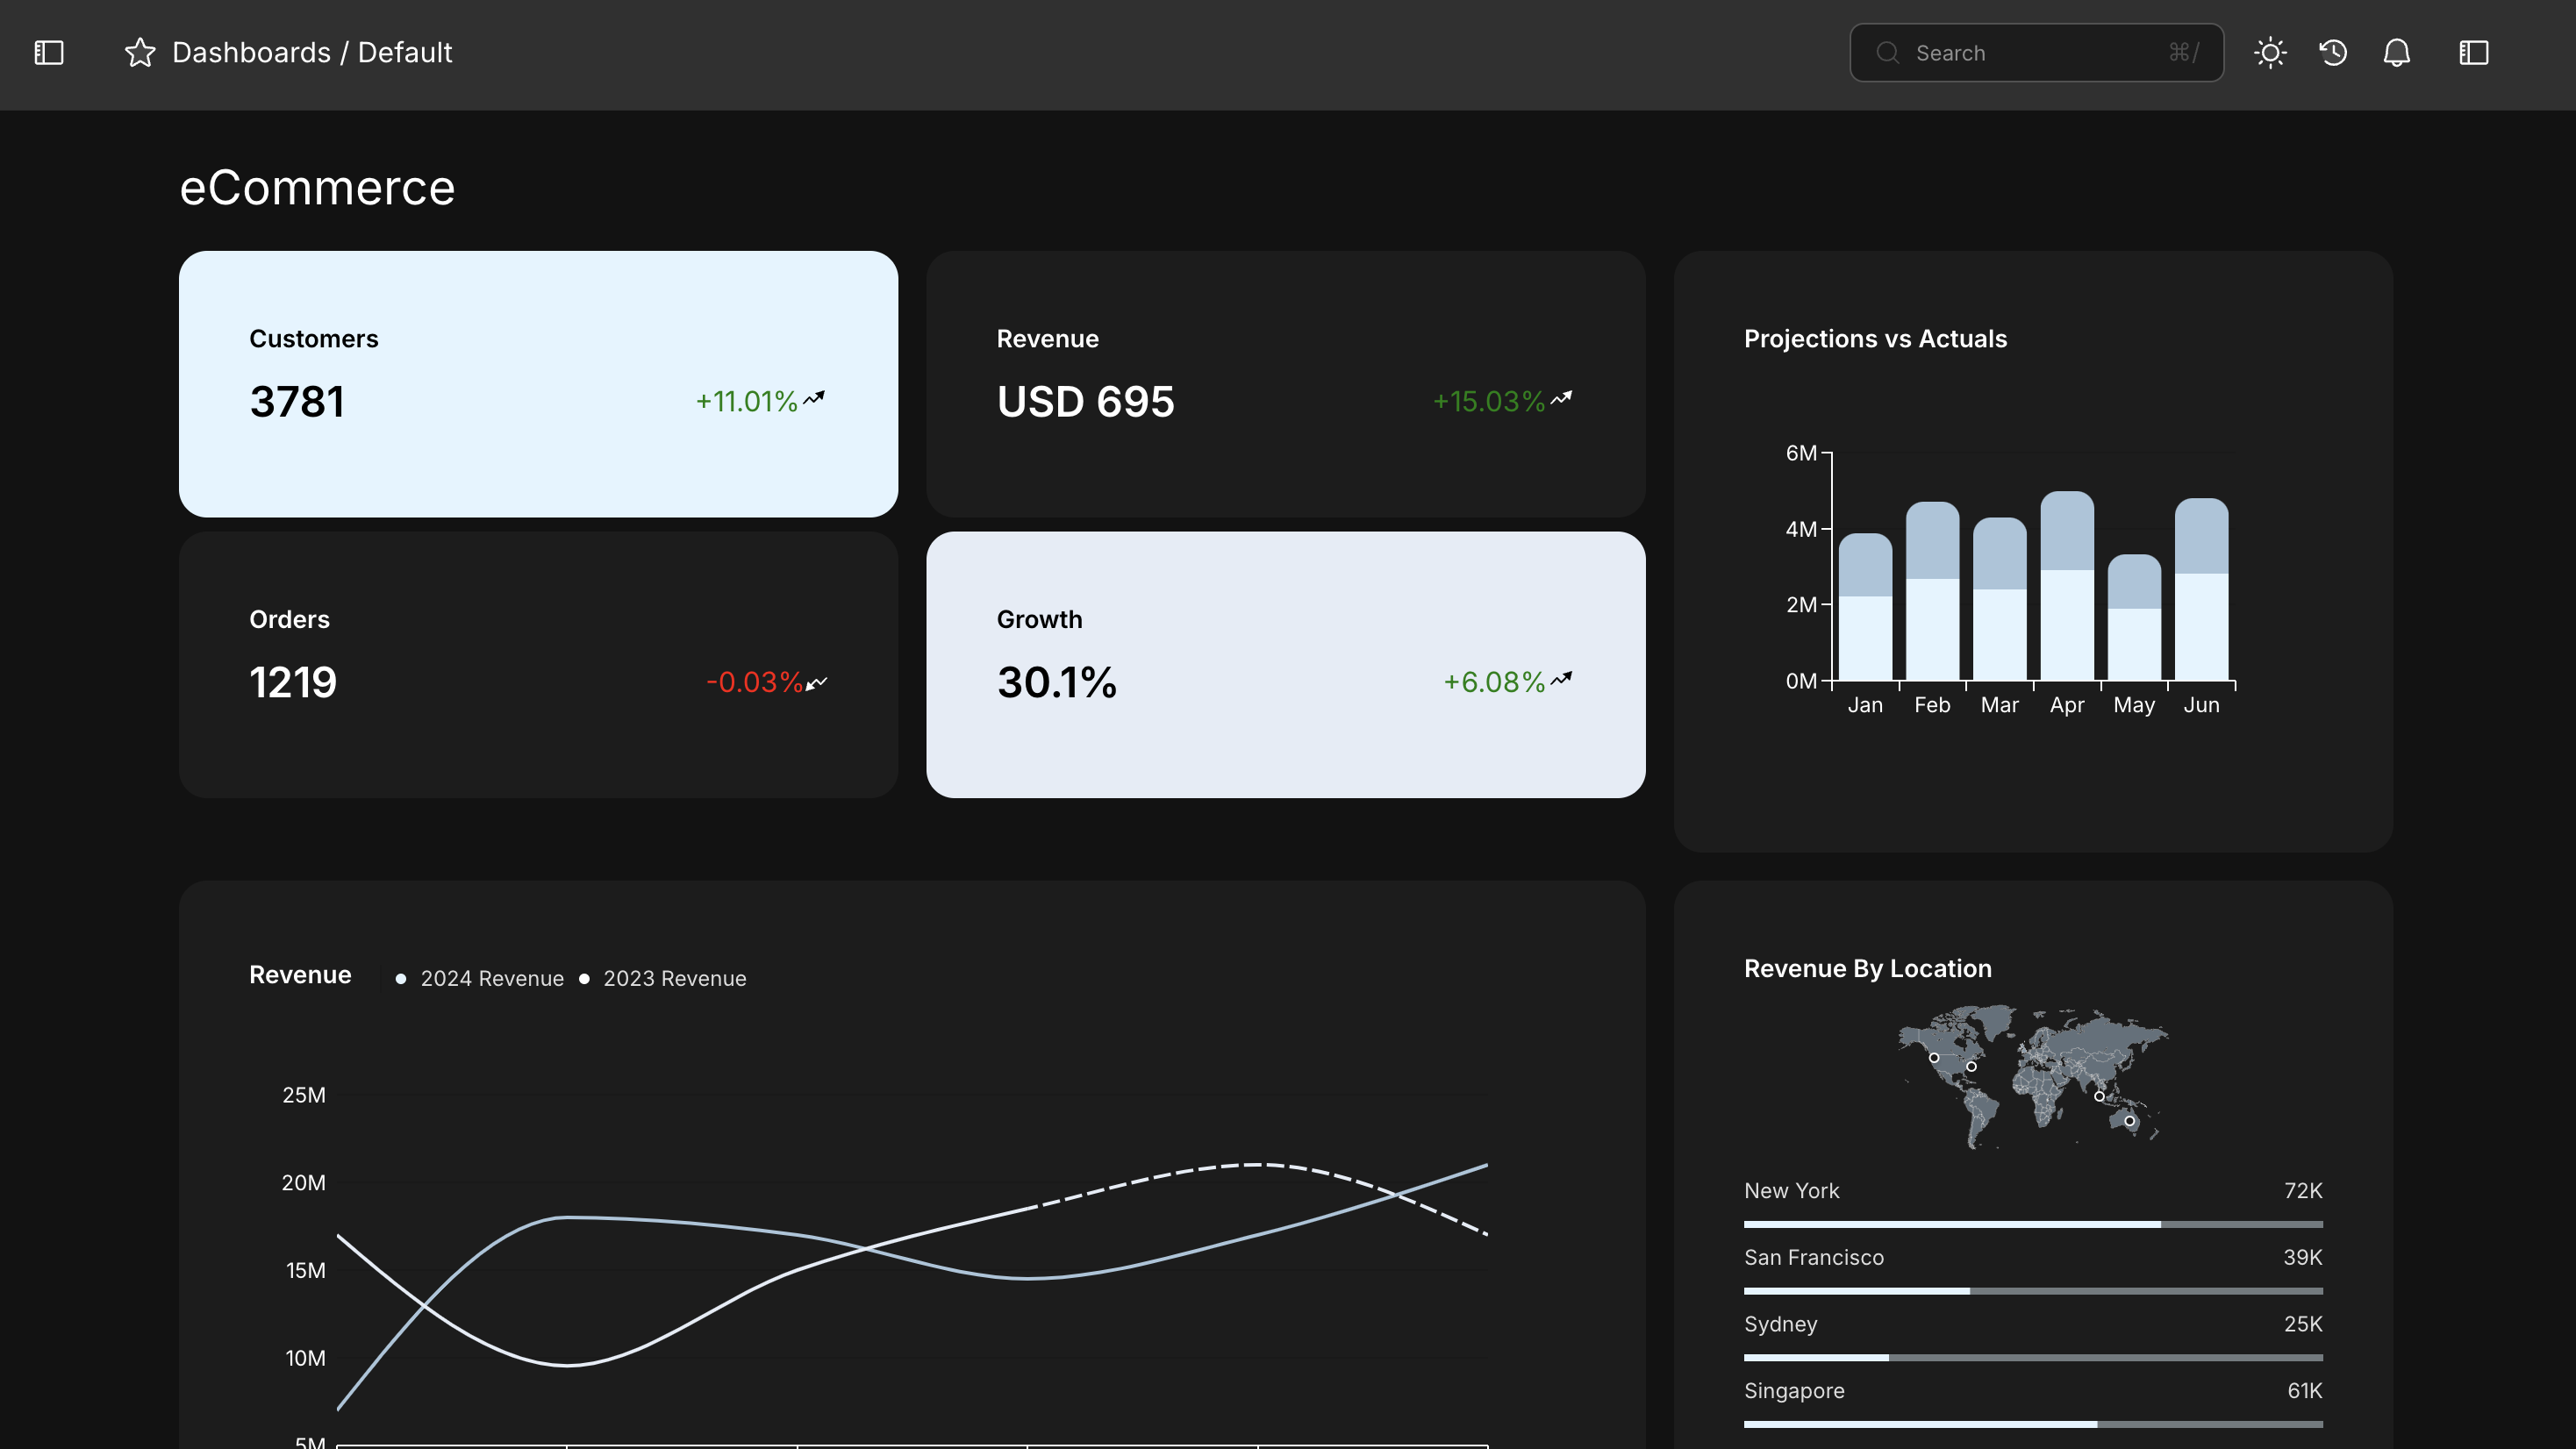 Dashboards / Default
Search ⌘/
eCommerce
Customers
3781
+11.01%
Revenue
USD 695
+15.03%
Orders
1219
-0.03%
Growth
30.1%
+6.08%
Projections vs Actuals
6M
4M
2M
0M
Jan Feb Mar Apr May Jun
Revenue
2024 Revenue
2023 Revenue
25M
20M
15M
10M
5M
Revenue By Location
New York 72K
San Francisco 39K
Sydney 25K
Singapore 61K